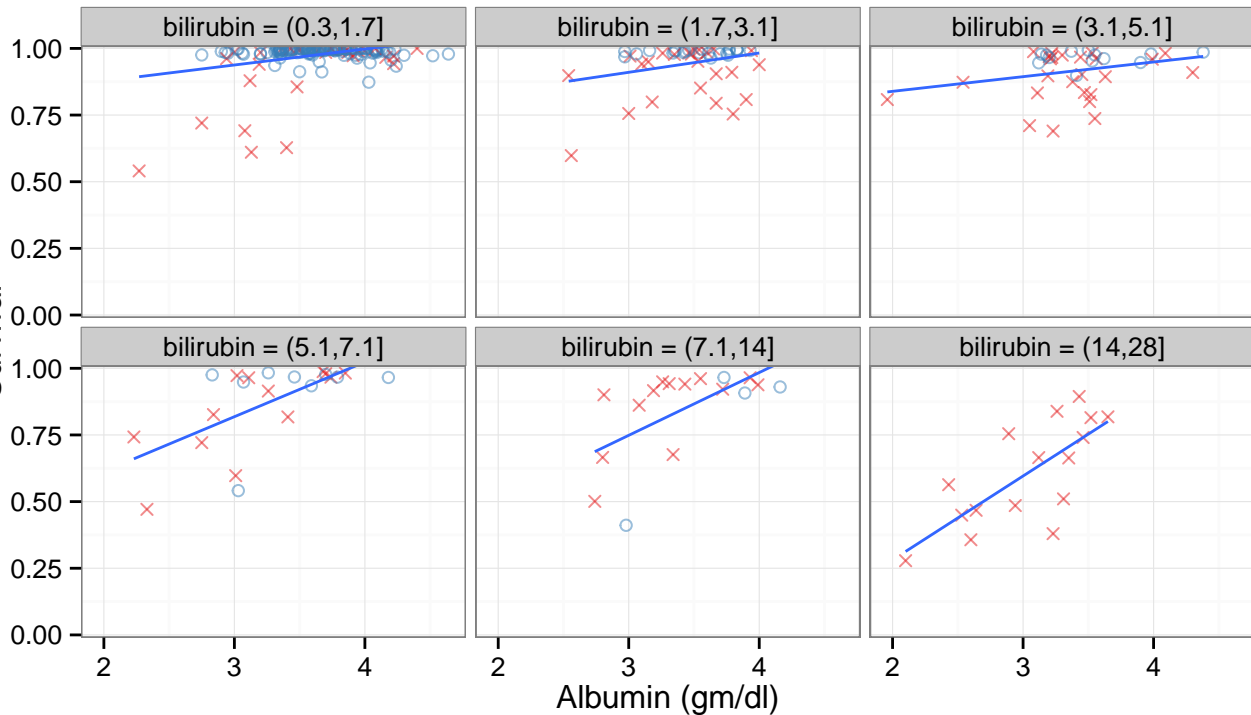 bilirubin = (0.3,1.7]
bilirubin = (1.7,3.1]
bilirubin = (3.1,5.1]
1.00
0.75
0.50
0.25
0.00
bilirubin = (5.1,7.1]
bilirubin = (7.1,14]
bilirubin = (14,28]
1.00
0.75
0.50
0.25
0.00
2 3 4
2 3 4
2 3 4
Albumin (gm/dl)